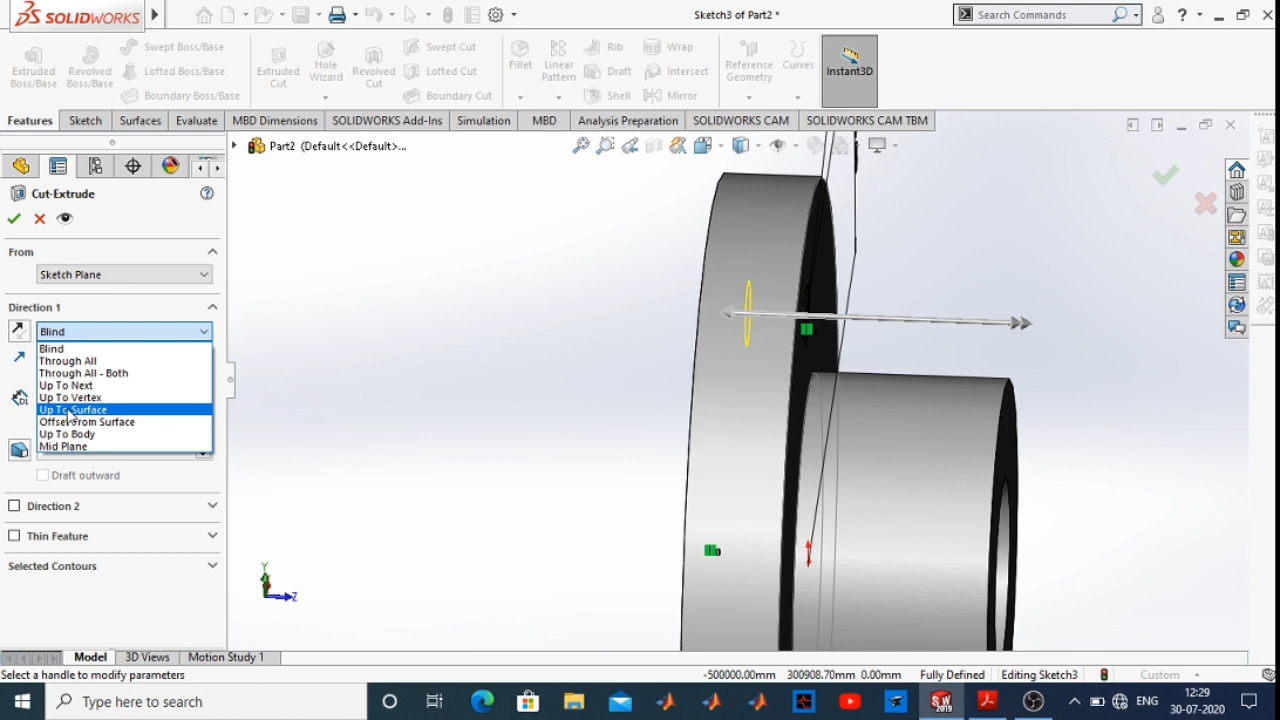 SOLIDWORKS
Sketch3 of Part2 *
Search Commands
Extruded Boss/Base
Revolved Boss/Base
Swept Boss/Base
Lofted Boss/Base
Boundary Boss/Base
Extruded Cut
Hole Wizard
Revolved Cut
Swept Cut
Lofted Cut
Boundary Cut
Fillet
Linear Pattern
Rib
Draft
Shell
Wrap
Intersect
Mirror
Reference Geometry
Curves
Instant3D
Features
Sketch
Surfaces
Evaluate
MBD Dimensions
SOLIDWORKS Add-Ins
Simulation
MBD
Analysis Preparation
SOLIDWORKS CAM
SOLIDWORKS CAM TBM
Part2 (Default<<Default>...
Cut-Extrude
From
Sketch Plane
Direction 1
Blind
Blind
Through All
Through All - Both
Up To Next
Up To Vertex
Up To Surface
Offset From Surface
Up To Body
Mid Plane
Draft outward
Direction 2
Thin Feature
Selected Contours
Y
Z
0
Model
3D Views
Motion Study 1
Select a handle to modify parameters
-500000.00mm 300908.70mm 0.00mm Fully Defined Editing Sketch3 Custom
Type here to search
SW
2019
ENG
12:29
30-07-2020